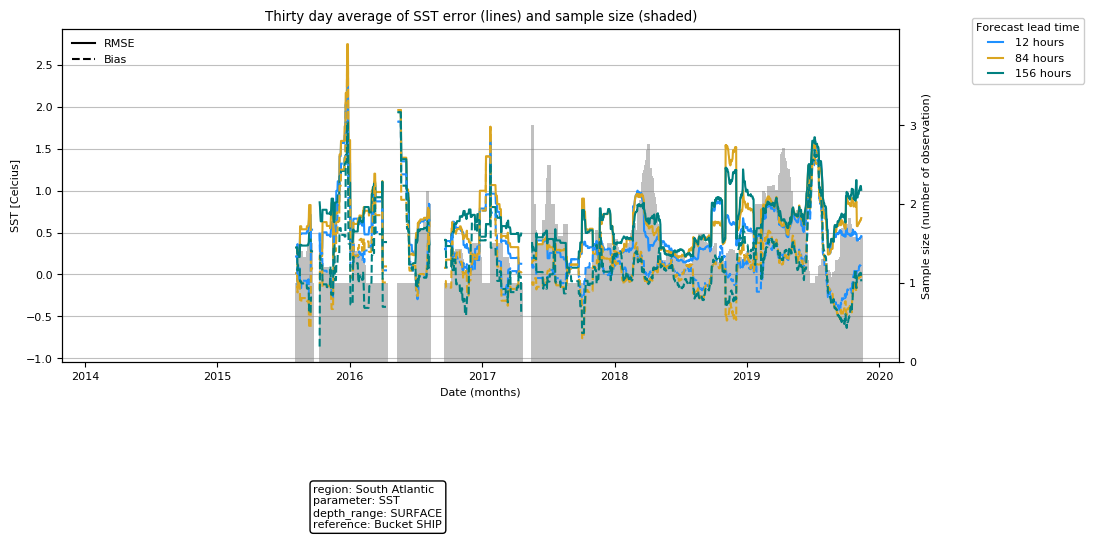 Thirty day average of SST error (lines) and sample size (shaded)
Forecast lead time
12 hours
84 hours
156 hours
RMSE
Bias
SST [Celcius]
2.5
2.0
1.5
1.0
0.5
0.0
−0.5
−1.0
3
2
1
0
Sample size (number of observation)
2014
2015
2016
2017
2018
2019
2020
Date (months)
region: South Atlantic
parameter: SST
depth_range: SURFACE
reference: Bucket SHIP